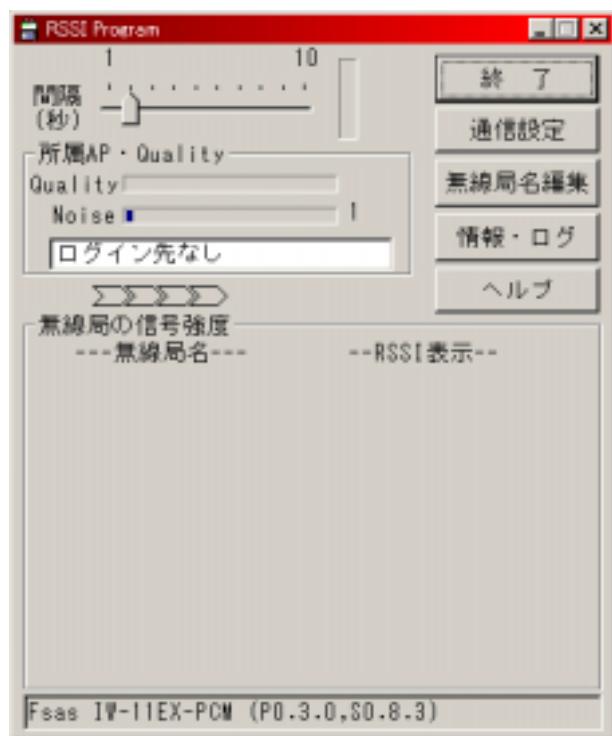 RSSI Program
1 10
間隔
(秒)
終 了
通信設定
無線局名編集
情報・ログ
ヘルプ
所属AP・Quality
Quality
Noise 1
ログイン先なし
無線局の信号強度
---無線局名--- --RSSI表示--
Fsas IW-11EX-PCM (P0.3.0,S0.8.3)